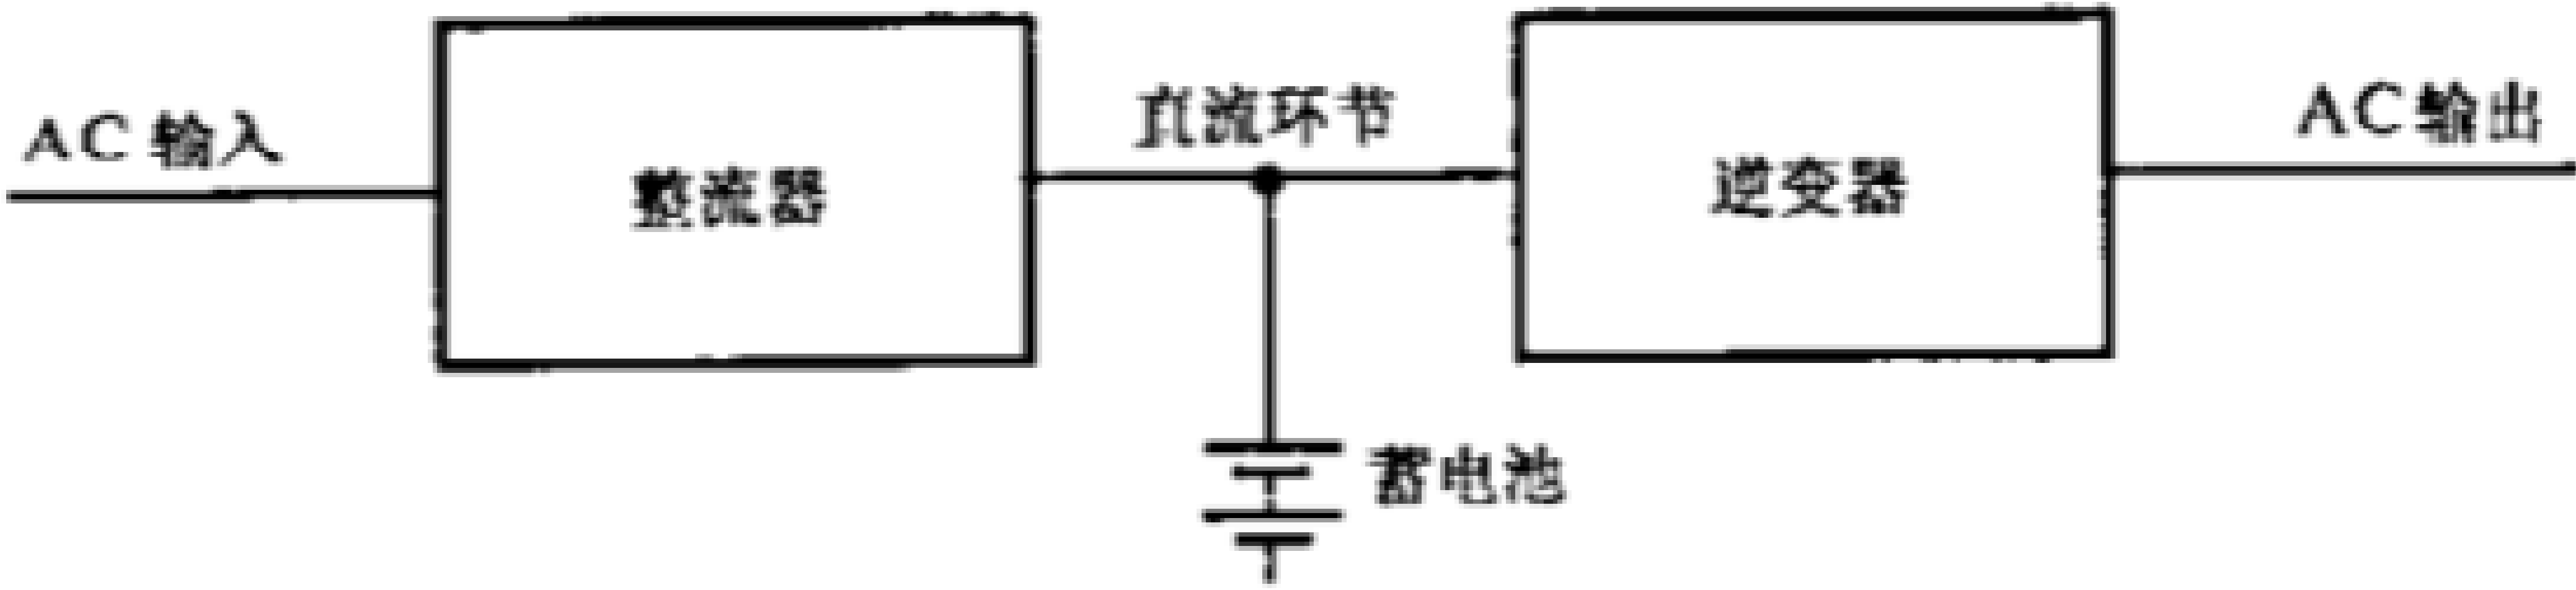 AC 输入
整流器
直流环节
逆变器
AC 输出
蓄电池